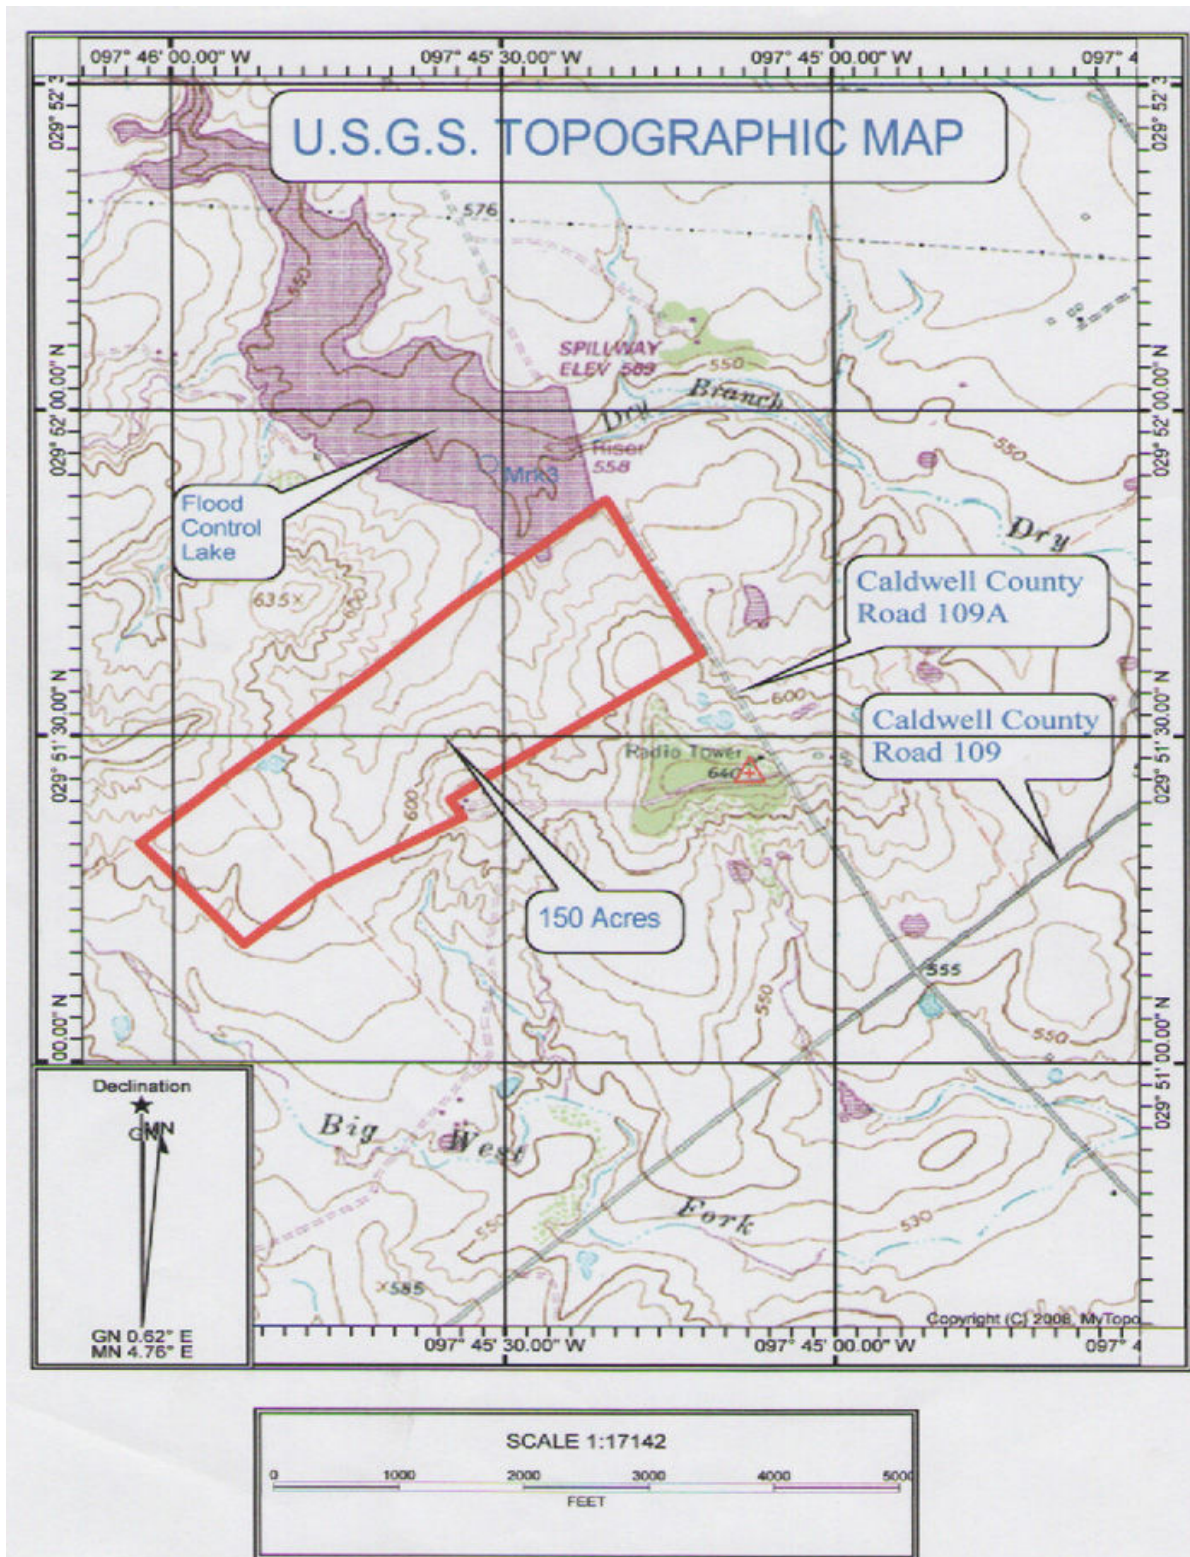 097° 46' 00.00" W
097° 45' 30.00" W
097° 45' 00.00" W
097° 4
029° 52' 3
029° 52' 3
U.S.G.S. TOPOGRAPHIC MAP
576
550
SPILLWAY
ELEV 569
550
Dry Branch
029° 52' 00.00" N
029° 52' 00.00" N
Riser
558
Mrk3
550
Flood
Control
Lake
Dry
Caldwell County
Road 109A
635
600
600
Caldwell County
Road 109
029° 51' 30.00" N
029° 51' 30.00" N
Radio Tower
640
600
150 Acres
555
550
550
00.00" N
029° 51' 00.00" N
Declination
GN
MN
GN 0.62° E
MN 4.76° E
Big West Fork
550
530
585
Copyright (C) 2008, MyTopo
097° 45' 30.00" W
097° 45' 00.00" W
097° 4
SCALE 1:17142
0 1000 2000 3000 4000 5000
FEET